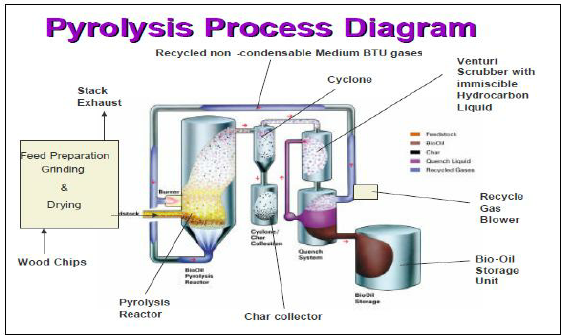 Pyrolysis Process Diagram
Recycled non -condensable Medium BTU gases
Venturi
Scrubber with
immiscible
Hydrocarbon
Liquid
Cyclone
Stack
Exhaust
Feedstock
BioOil
Char
Quench Liquid
Recycled Gases
Feed Preparation
Grinding
&
Drying
Burner
dstock
Recycle
Gas
Blower
Cyclone/
Char
Collection
Quench
System
Wood Chips
BioOil
Pyrolysis
Reactor
Bio-Oil
Storage
Unit
BioOil
Storage
Pyrolysis
Reactor
Char collector